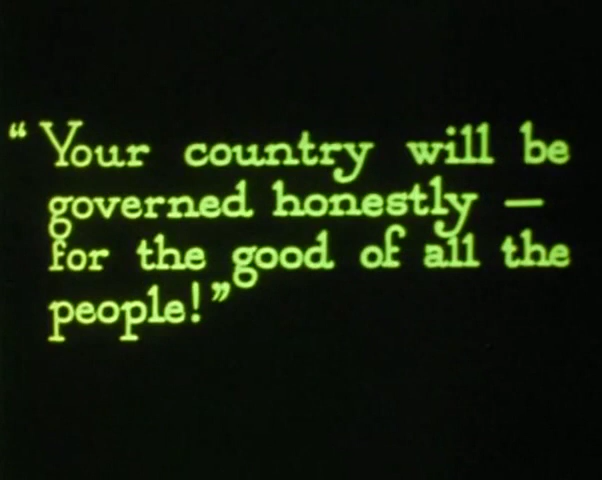 “Your country will be
governed honestly —
for the good of all the
people!”